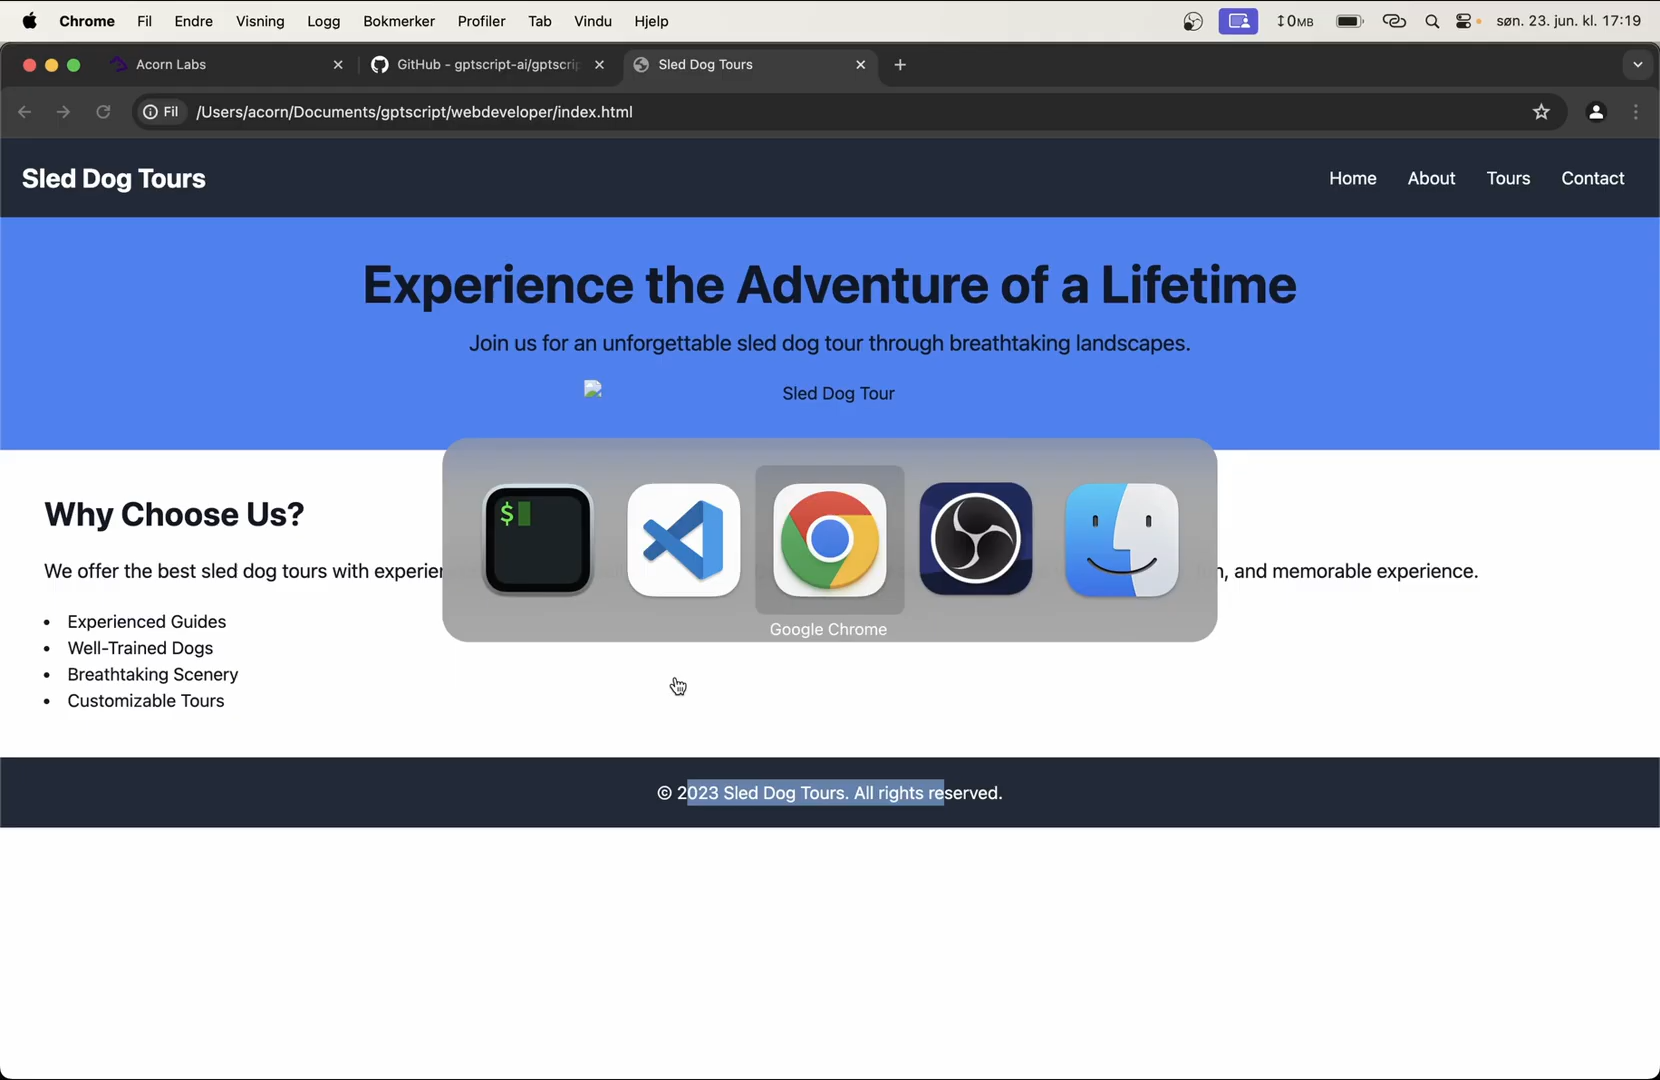 Chrome Fil Endre Visning Logg Bokmerker Profiler Tab Vindu Hjelp 0MB søn. 23. jun. kl. 17:19
Acorn Labs GitHub - gptscript-ai/gptscrip Sled Dog Tours
Fil /Users/acorn/Documents/gptscript/webdeveloper/index.html
Sled Dog Tours Home About Tours Contact
Experience the Adventure of a Lifetime
Join us for an unforgettable sled dog tour through breathtaking landscapes.
Sled Dog Tour
Why Choose Us?
$
We offer the best sled dog tours with experien , and memorable experience.
Experienced Guides
Google Chrome
Well-Trained Dogs
Breathtaking Scenery
Customizable Tours
© 2023 Sled Dog Tours. All rights reserved.